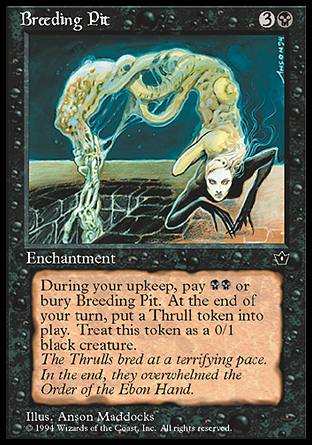 Breeding Pit
3
ANSON 94
Enchantment
During your upkeep, pay or
bury Breeding Pit. At the end of
your turn, put a Thrull token into
play. Treat this token as a 0/1
black creature.
The Thrulls bred at a terrifying pace.
In the end, they overwhelmed the
Order of the Ebon Hand.
Illus. Anson Maddocks
© 1994 Wizards of the Coast, Inc. All rights reserved.